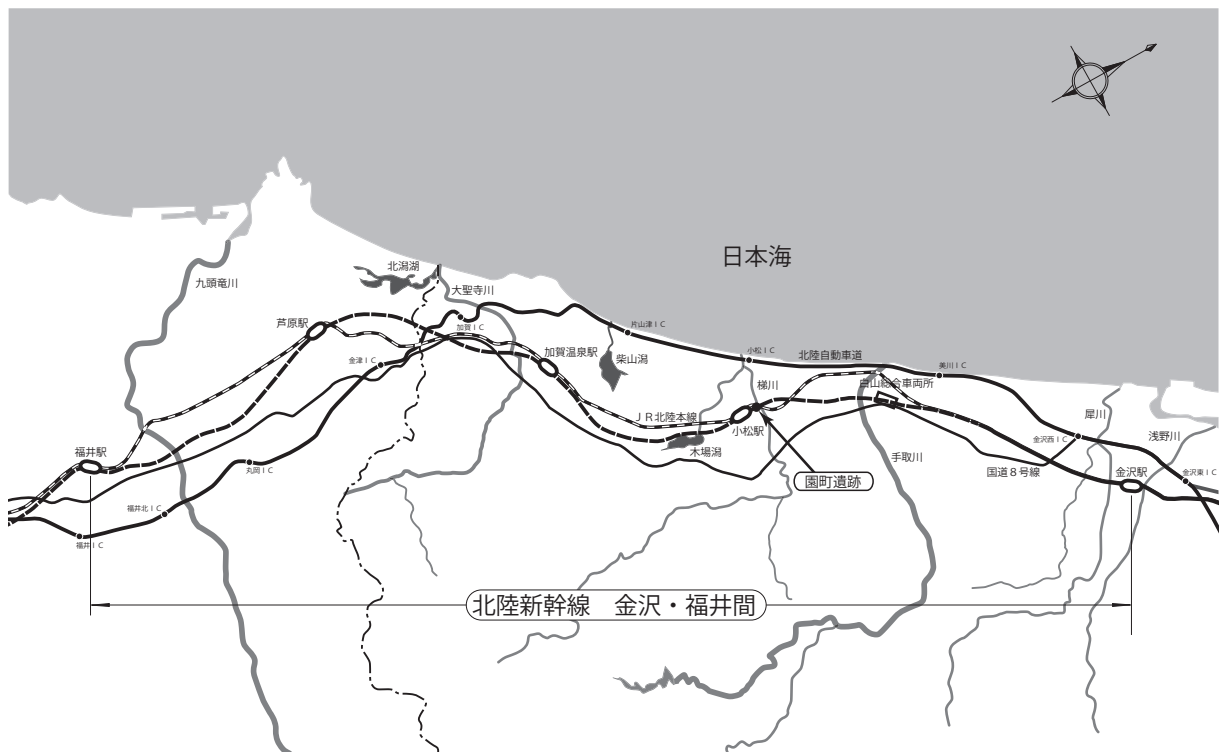 日本海
北潟湖
九頭竜川
大聖寺川
芦原駅
加賀ＩＣ
片山津ＩＣ
金津ＩＣ
加賀温泉駅
柴山潟
小松ＩＣ
北陸自動車道
美川ＩＣ
白山総合車両所
梯川
ＪＲ北陸本線
小松駅
犀川
浅野川
金沢西ＩＣ
福井駅
木場潟
手取川
丸岡ＩＣ
国道８号線
金沢駅
金沢東ＩＣ
園町遺跡
福井北ＩＣ
福井ＩＣ
北陸新幹線　金沢・福井間